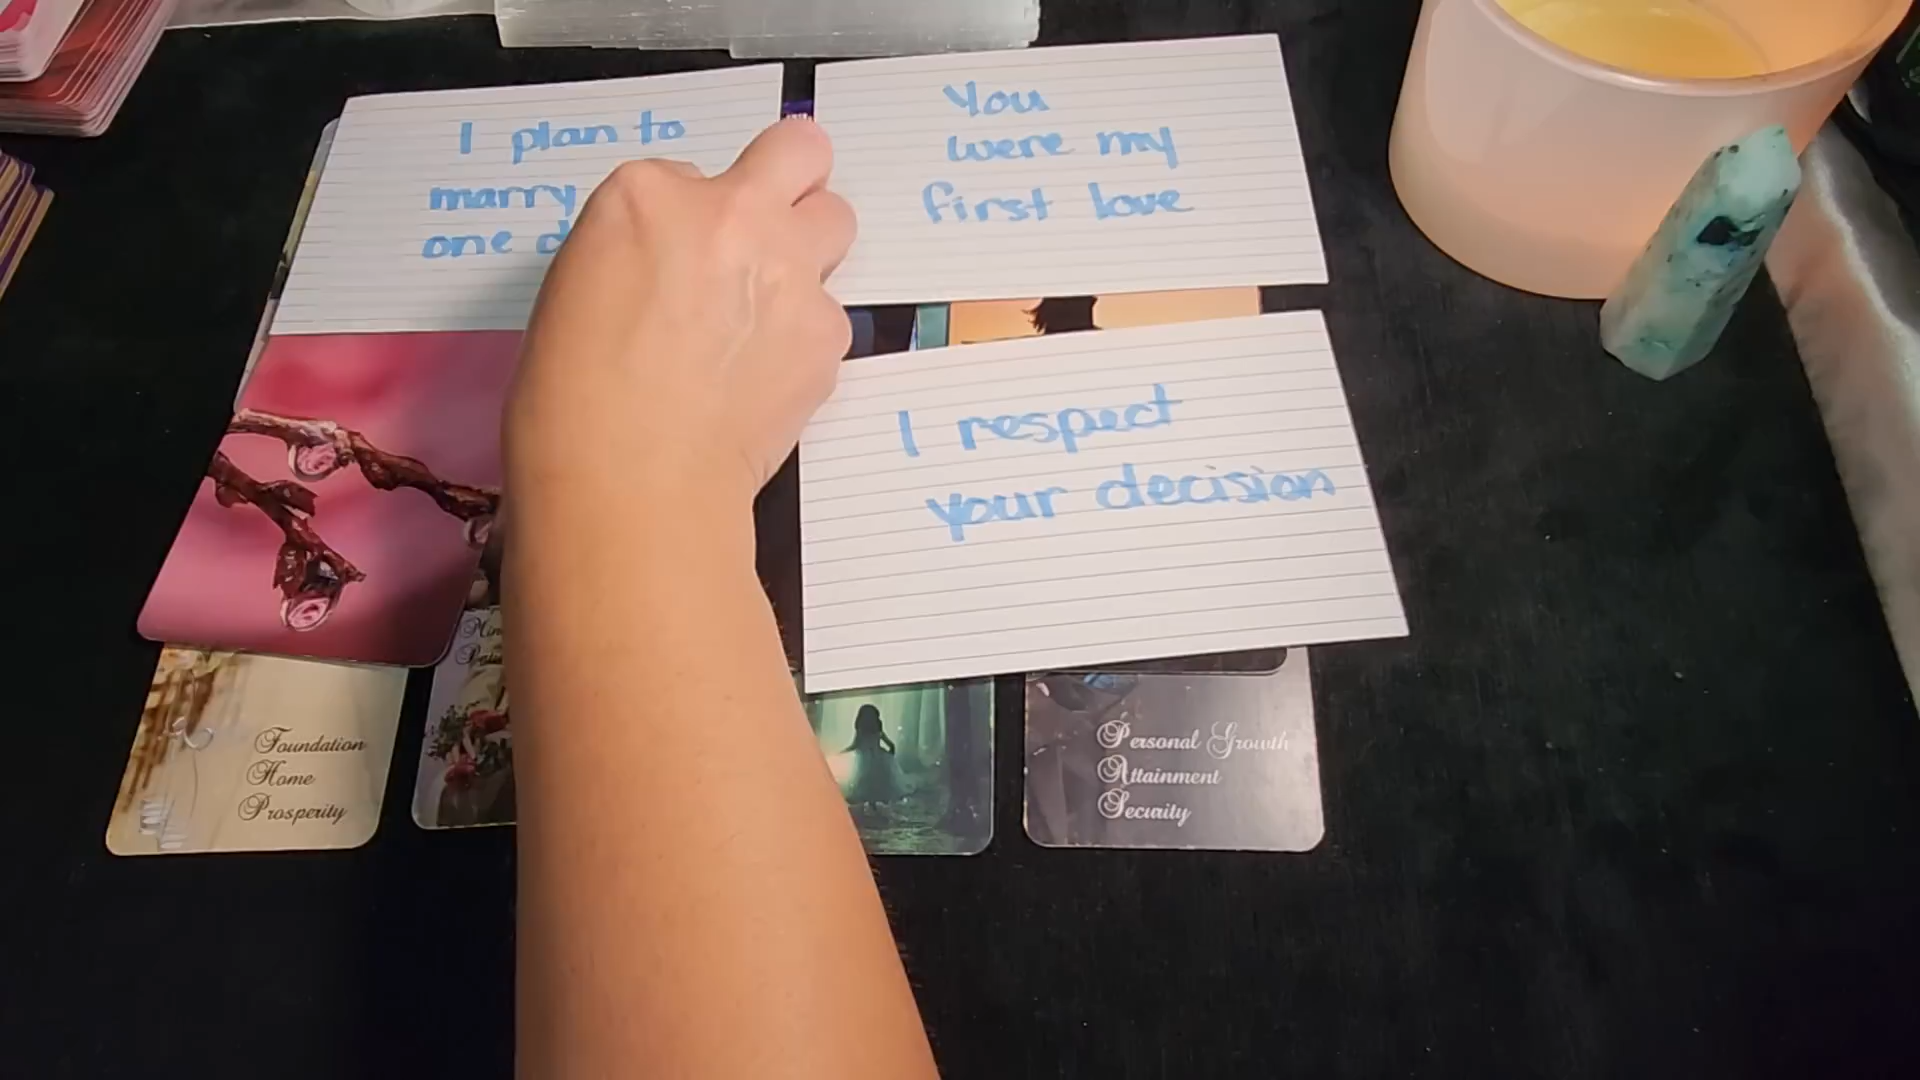 I plan to
marry
one
You
were my
first love
I respect
your decision
Foundation
Home
Prosperity
Personal Growth
Attainment
Security